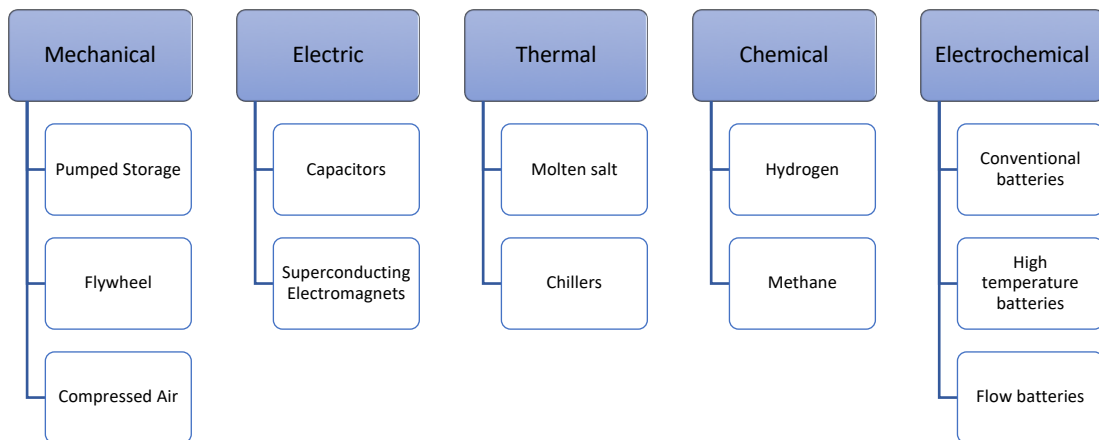 Mechanical
Pumped Storage
Flywheel
Compressed Air
Electric
Capacitors
Superconducting
Electromagnets
Thermal
Molten salt
Chillers
Chemical
Hydrogen
Methane
Electrochemical
Conventional
batteries
High
temperature
batteries
Flow batteries